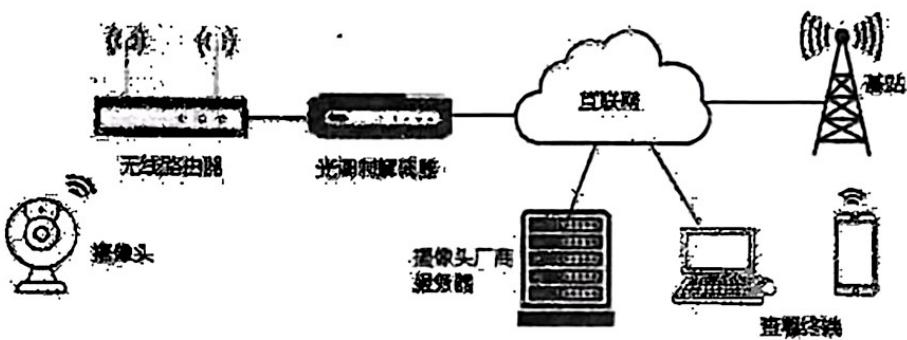 互联网
基站
无线路由器
光调制解调器
摄像头
摄像头厂商
服务器
查看终端